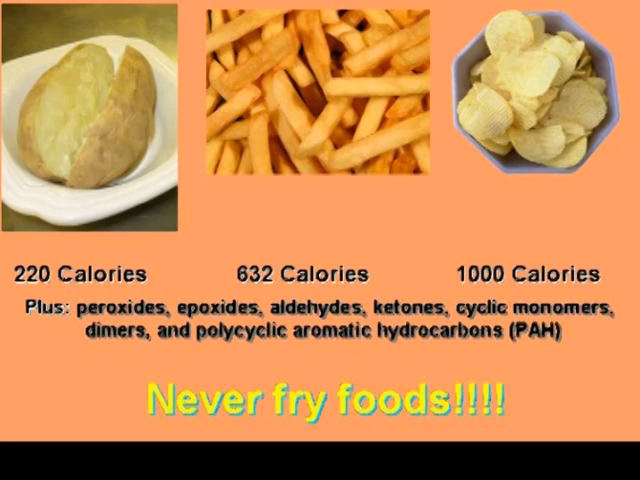 220 Calories 632 Calories 1000 Calories
Plus: peroxides, epoxides, aldehydes, ketones, cyclic monomers,
dimers, and polycyclic aromatic hydrocarbons (PAH)
Never fry foods!!!!